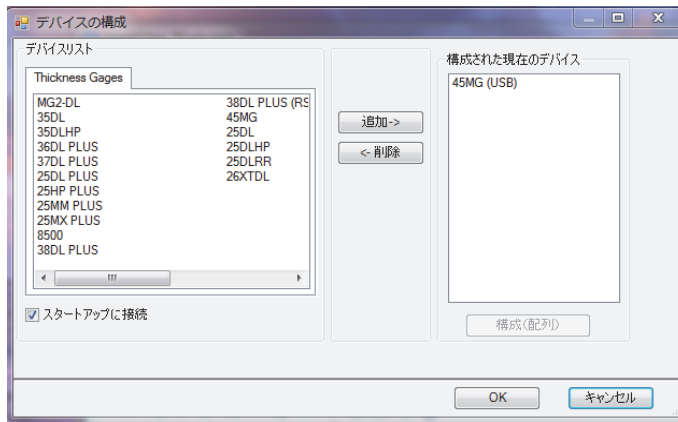 デバイスの構成
デバイスリスト
Thickness Gages
MG2-DL
35DL
35DLHP
36DL PLUS
37DL PLUS
25DL PLUS
25HP PLUS
25MM PLUS
25MX PLUS
8500
38DL PLUS
38DL PLUS (RS
45MG
25DL
25DLHP
25DLRR
26XTDL
スタートアップに接続
追加->
<- 削除
構成された現在のデバイス
45MG (USB)
構成(配列)
OK
キャンセル